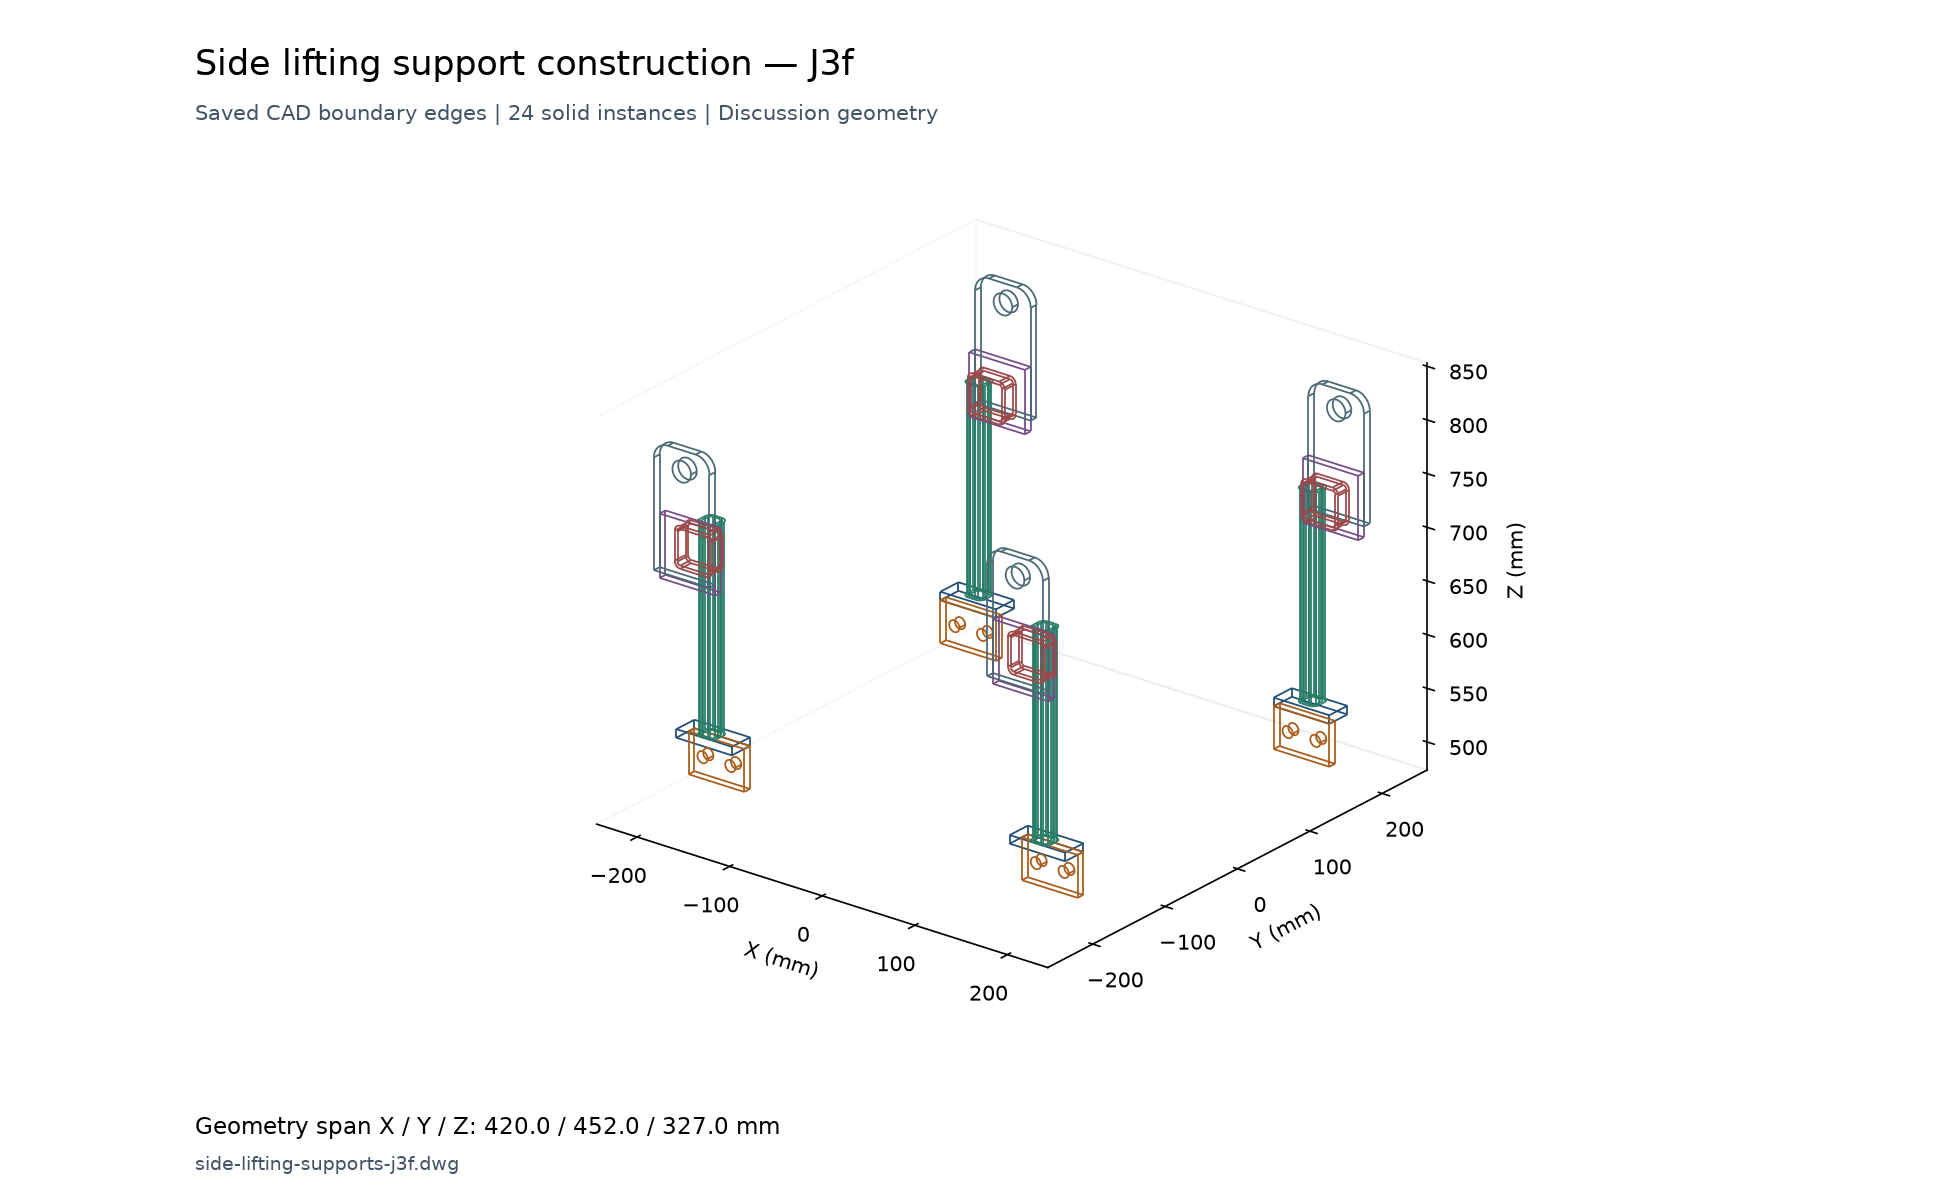 Side lifting support construction — J3f
Saved CAD boundary edges | 24 solid instances | Discussion geometry
850
800
750
700
650
600
550
500
Z (mm)
−200
−100
0
100
200
X (mm)
200
100
0
−100
−200
Y (mm)
Geometry span X / Y / Z: 420.0 / 452.0 / 327.0 mm
side-lifting-supports-j3f.dwg